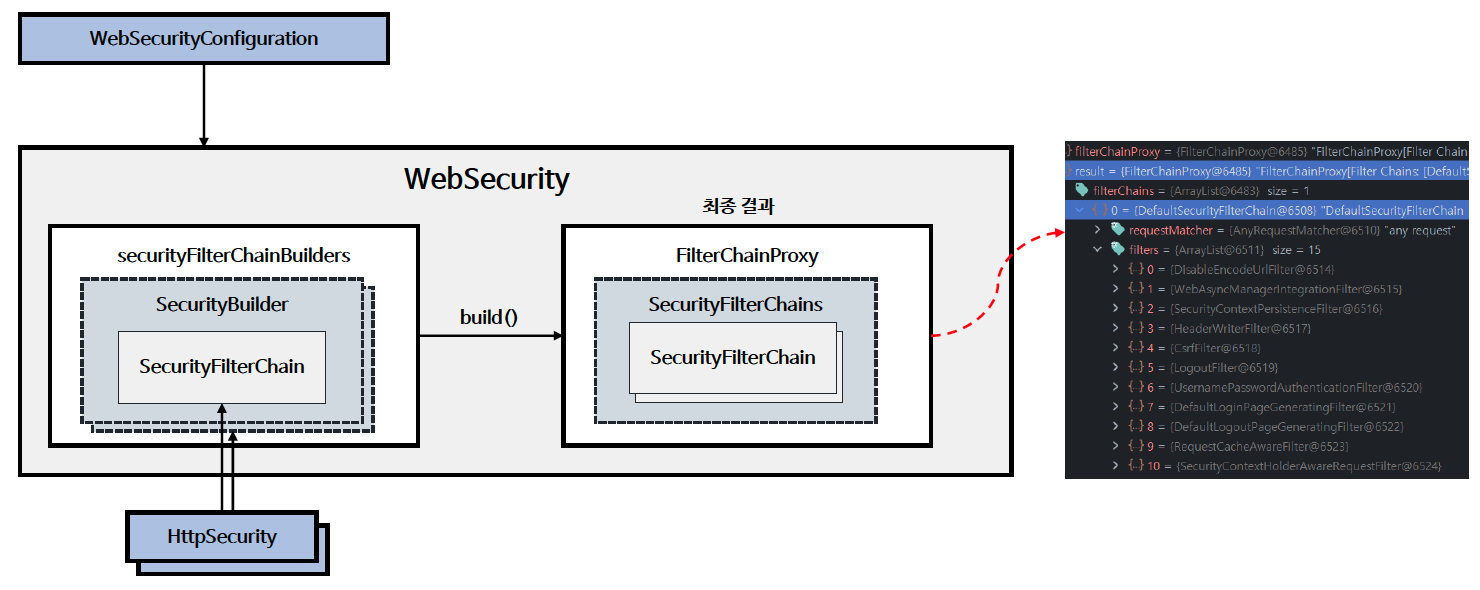 WebSecurityConfiguration
WebSecurity
최종 결과
securityFilterChainBuilders
SecurityBuilder
SecurityFilterChain
build()
FilterChainProxy
SecurityFilterChains
SecurityFilterChain
HttpSecurity
filterChainProxy = {FilterChainProxy@6485} "FilterChainProxy[Filter Chain
result = {FilterChainProxy@6485} "FilterChainProxy[Filter Chains: [DefaultS
filterChains = {ArrayList@6483} size = 1
0 = {DefaultSecurityFilterChain@6508} "DefaultSecurityFilterChain
requestMatcher = {AnyRequestMatcher@6510} "any request"
filters = {ArrayList@6511} size = 15
0 = {DisableEncodeUrlFilter@6514}
1 = {WebAsyncManagerIntegrationFilter@6515}
2 = {SecurityContextPersistenceFilter@6516}
3 = {HeaderWriterFilter@6517}
4 = {CsrfFilter@6518}
5 = {LogoutFilter@6519}
6 = {UsernamePasswordAuthenticationFilter@6520}
7 = {DefaultLoginPageGeneratingFilter@6521}
8 = {DefaultLogoutPageGeneratingFilter@6522}
9 = {RequestCacheAwareFilter@6523}
10 = {SecurityContextHolderAwareRequestFilter@6524}